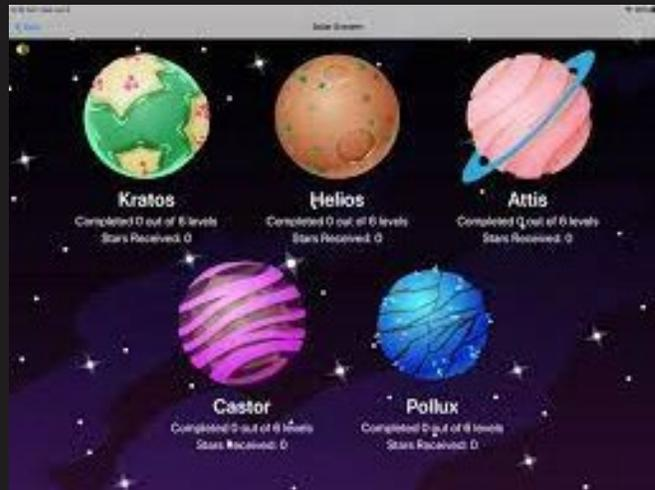 Solar System
Kratos
Completed 0 out of 6 levels
Stars Received: 0
Helios
Completed 0 out of 6 levels
Stars Received: 0
Attis
Completed 0 out of 6 levels
Stars Received: 0
Castor
Completed 0 out of 6 levels
Stars Received: 0
Pollux
Completed 0 out of 6 levels
Stars Received: 0